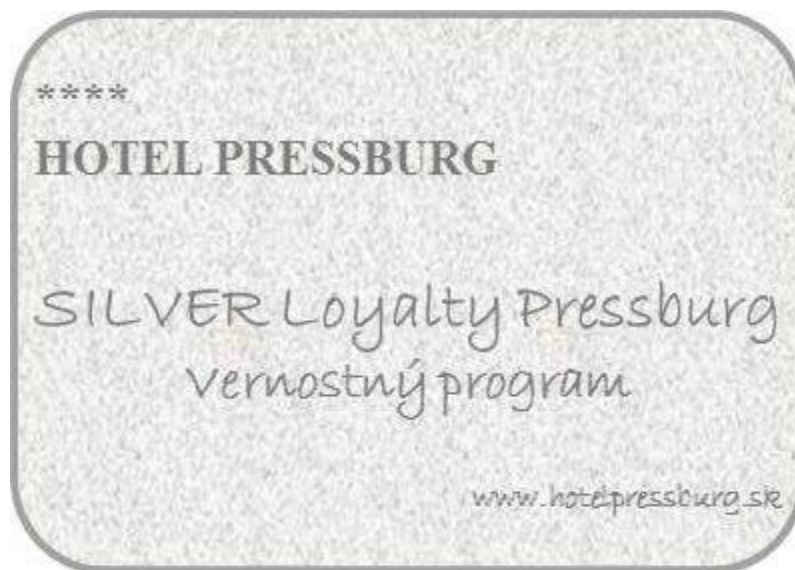 ****
HOTEL PRESSBURG
SILVER Loyalty Pressburg
Vernostný program
www.hotelpressburg.sk